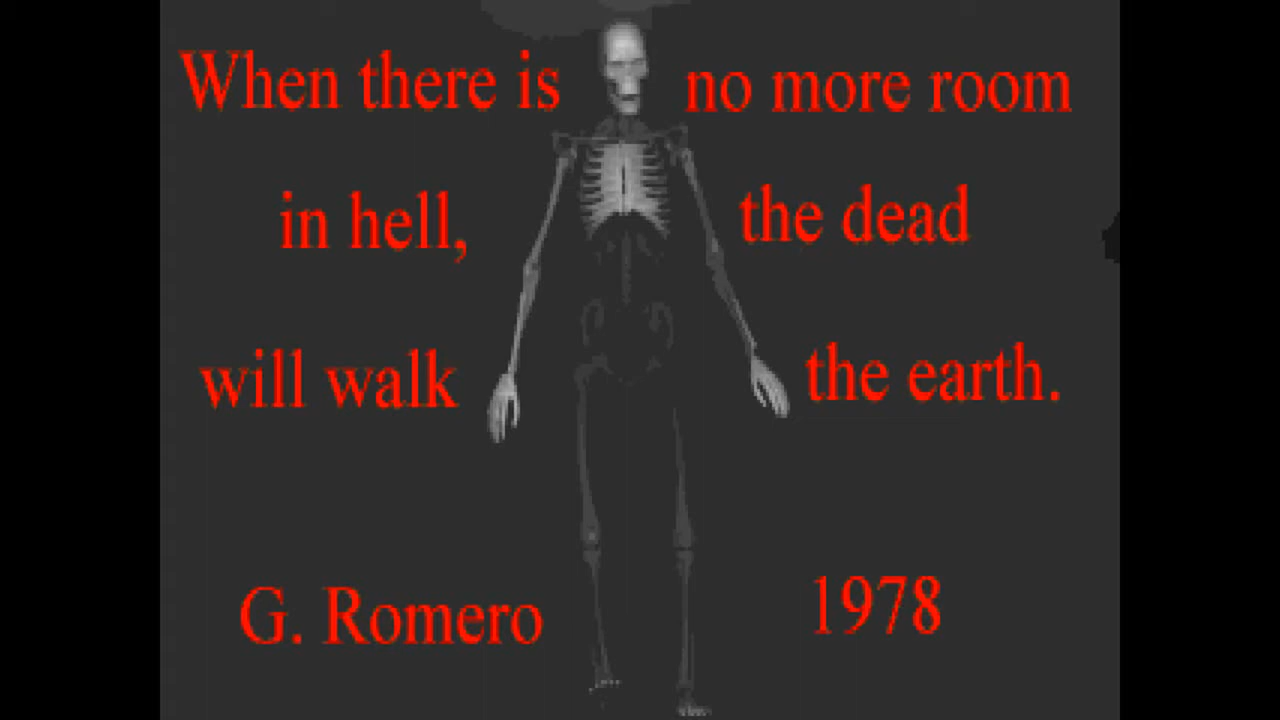 When there is no more room
in hell, the dead
will walk the earth.
G. Romero 1978